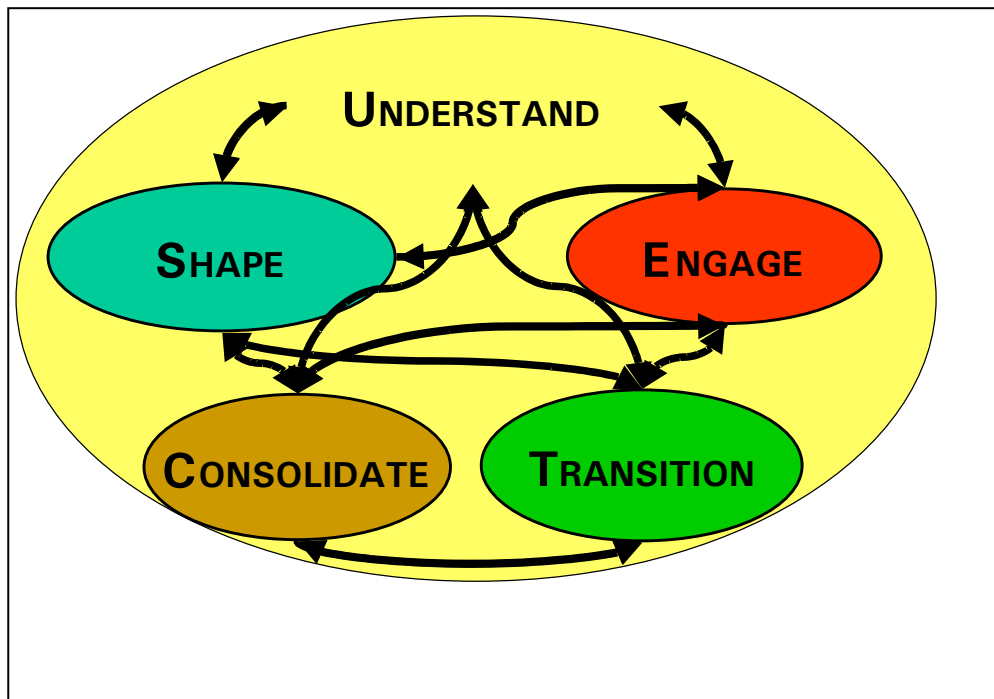 UNDERSTAND
SHAPE
ENGAGE
CONSOLIDATE
TRANSITION